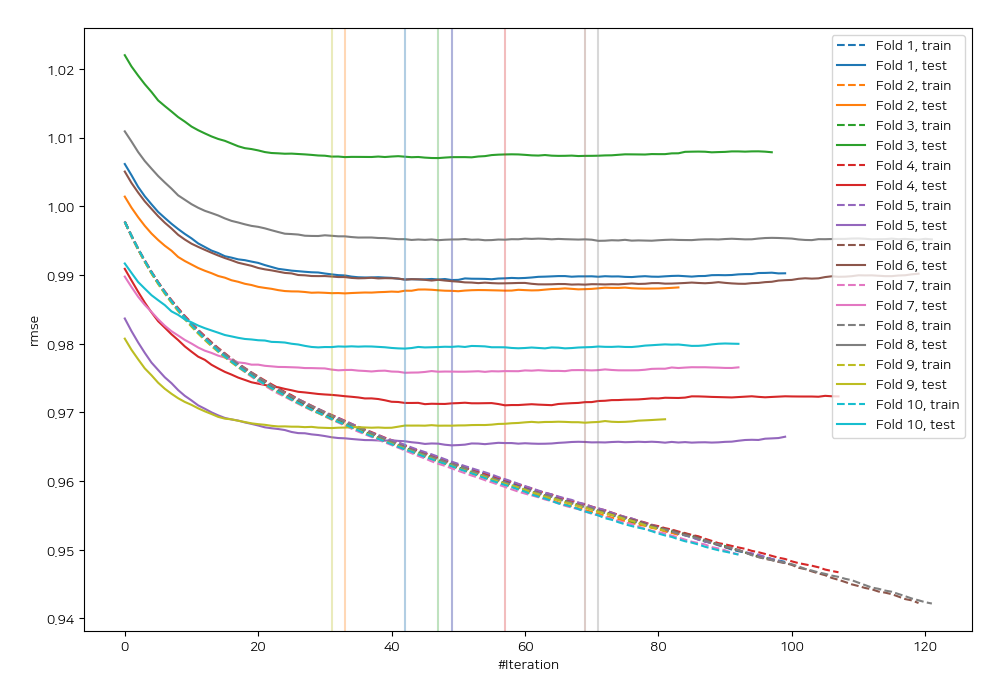 1.02
1.01
1.00
0.99
0.98
0.97
0.96
0.95
0.94
rmse
0
20
40
60
80
100
120
#Iteration
Fold 1, train
Fold 1, test
Fold 2, train
Fold 2, test
Fold 3, train
Fold 3, test
Fold 4, train
Fold 4, test
Fold 5, train
Fold 5, test
Fold 6, train
Fold 6, test
Fold 7, train
Fold 7, test
Fold 8, train
Fold 8, test
Fold 9, train
Fold 9, test
Fold 10, train
Fold 10, test